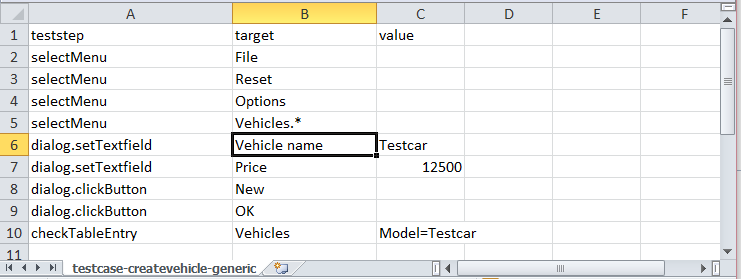 A B C D E F
1 teststep target value
2 selectMenu File
3 selectMenu Reset
4 selectMenu Options
5 selectMenu Vehicles.*
6 dialog.setTextfield Vehicle name Testcar
7 dialog.setTextfield Price 12500
8 dialog.clickButton New
9 dialog.clickButton OK
10 checkTableEntry Vehicles Model=Testcar
11
testcase-createvehicle-generic